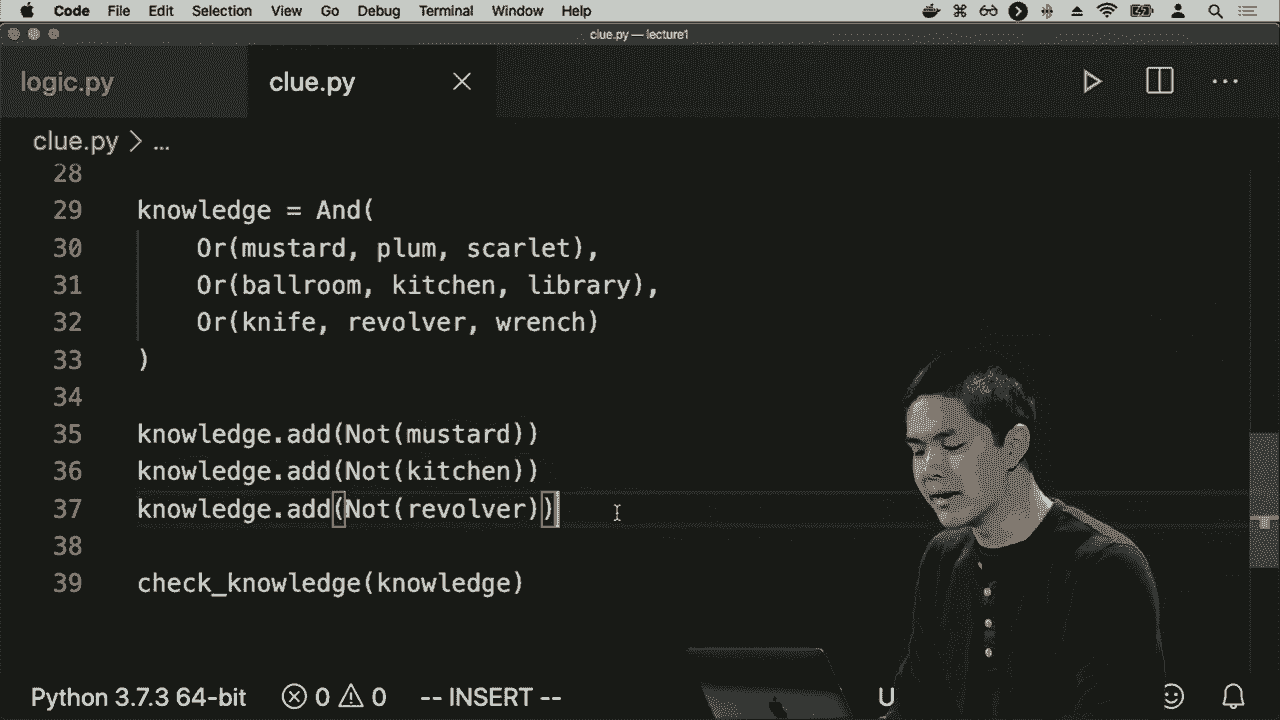 Code File Edit Selection View Go Debug Terminal Window Help
clue.py — lecture1
logic.py clue.py
clue.py > ...
28
29 knowledge = And(
30 Or(mustard, plum, scarlet),
31 Or(ballroom, kitchen, library),
32 Or(knife, revolver, wrench)
33 )
34
35 knowledge.add(Not(mustard))
36 knowledge.add(Not(kitchen))
37 knowledge.add(Not(revolver))
38
39 check_knowledge(knowledge)
Python 3.7.3 64-bit 0 0 -- INSERT -- U